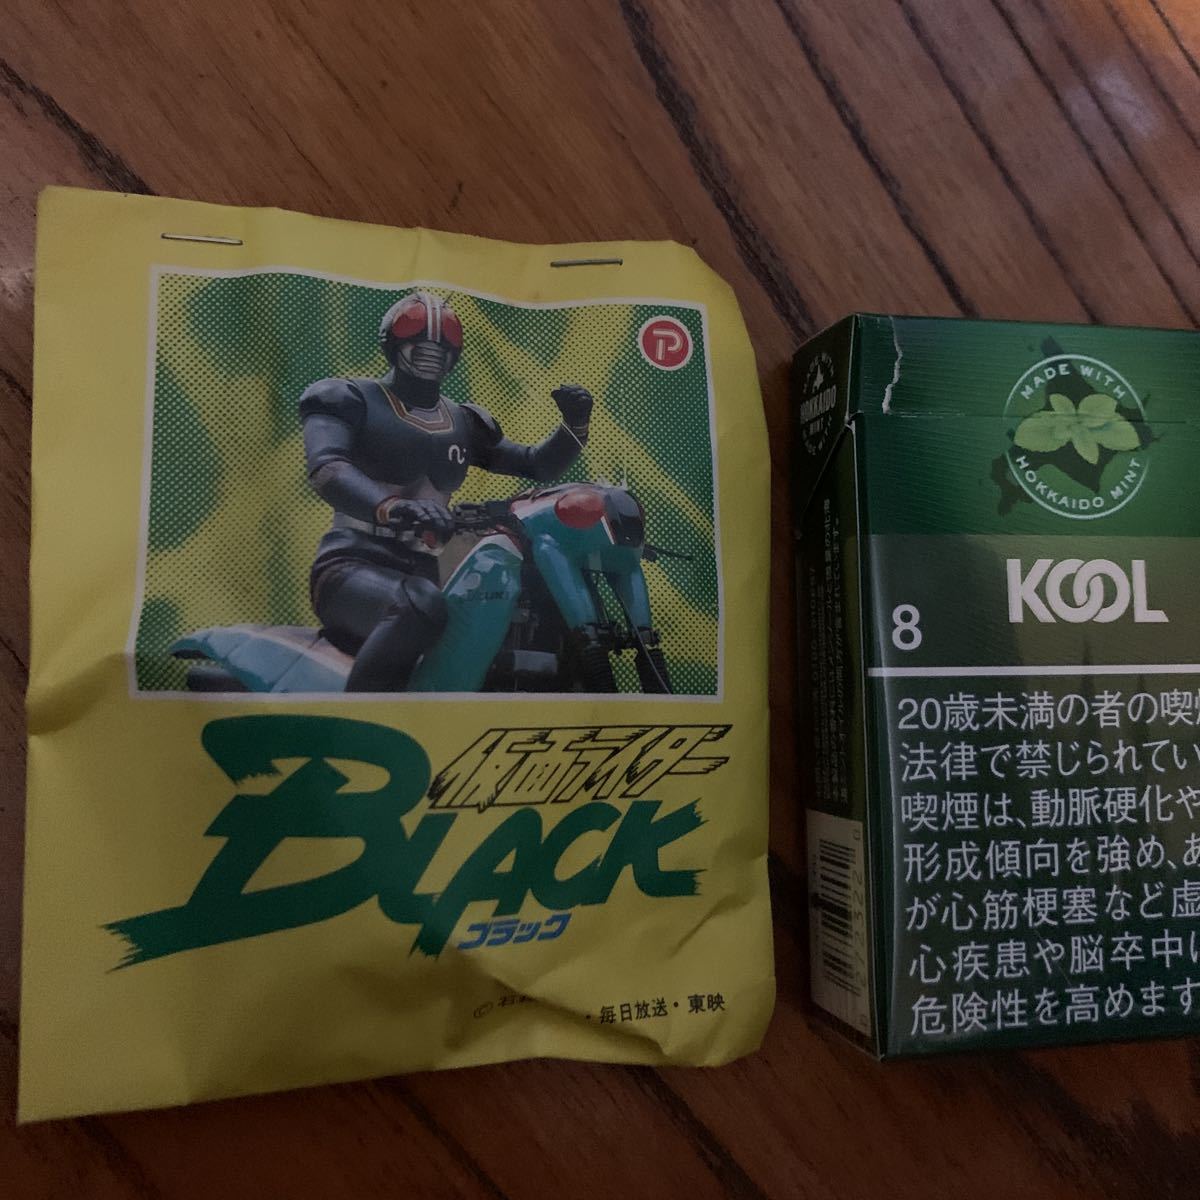 P
仮面ライダー
BLACK
ブラック
・毎日放送・東映
MADE WITH
HOKKAIDO MINT
KOOL
8
20歳未満の者の喫煙
法律で禁じられてい
喫煙は、動脈硬化や
形成傾向を強め、あ
が心筋梗塞など虚
心疾患や脳卒中に
危険性を高めます